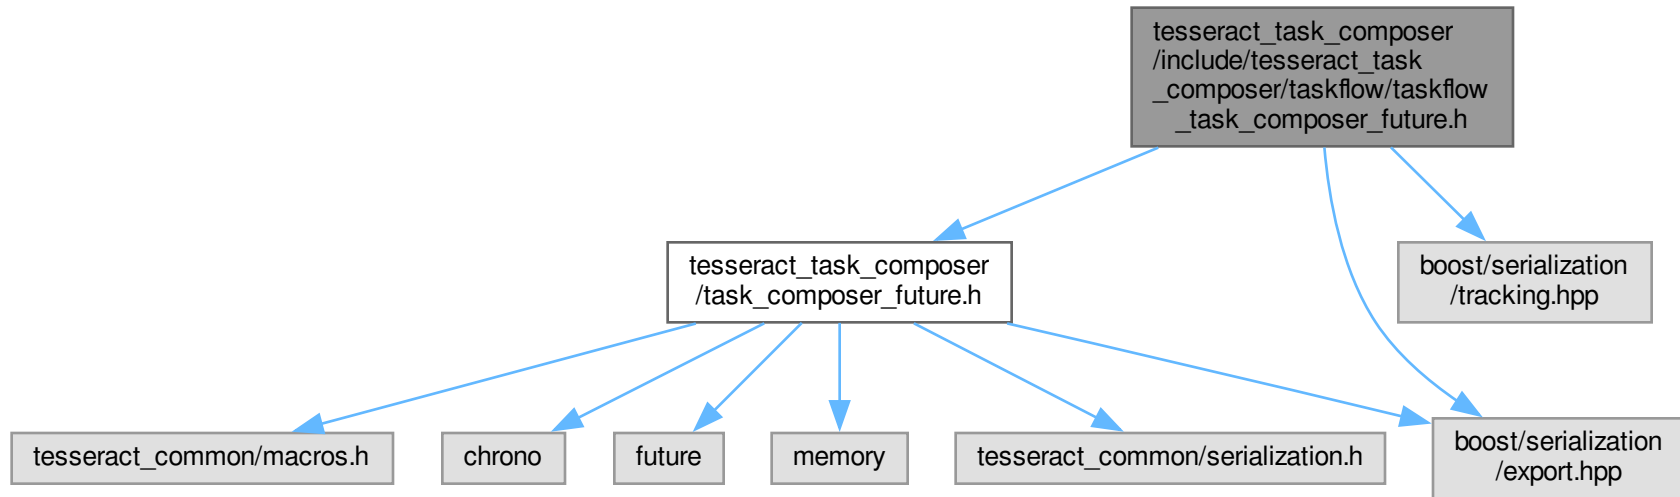 tesseract_task_composer
/include/tesseract_task
_composer/taskflow/taskflow
_task_composer_future.h
tesseract_task_composer
/task_composer_future.h
boost/serialization
/tracking.hpp
tesseract_common/macros.h
chrono
future
memory
tesseract_common/serialization.h
boost/serialization
/export.hpp